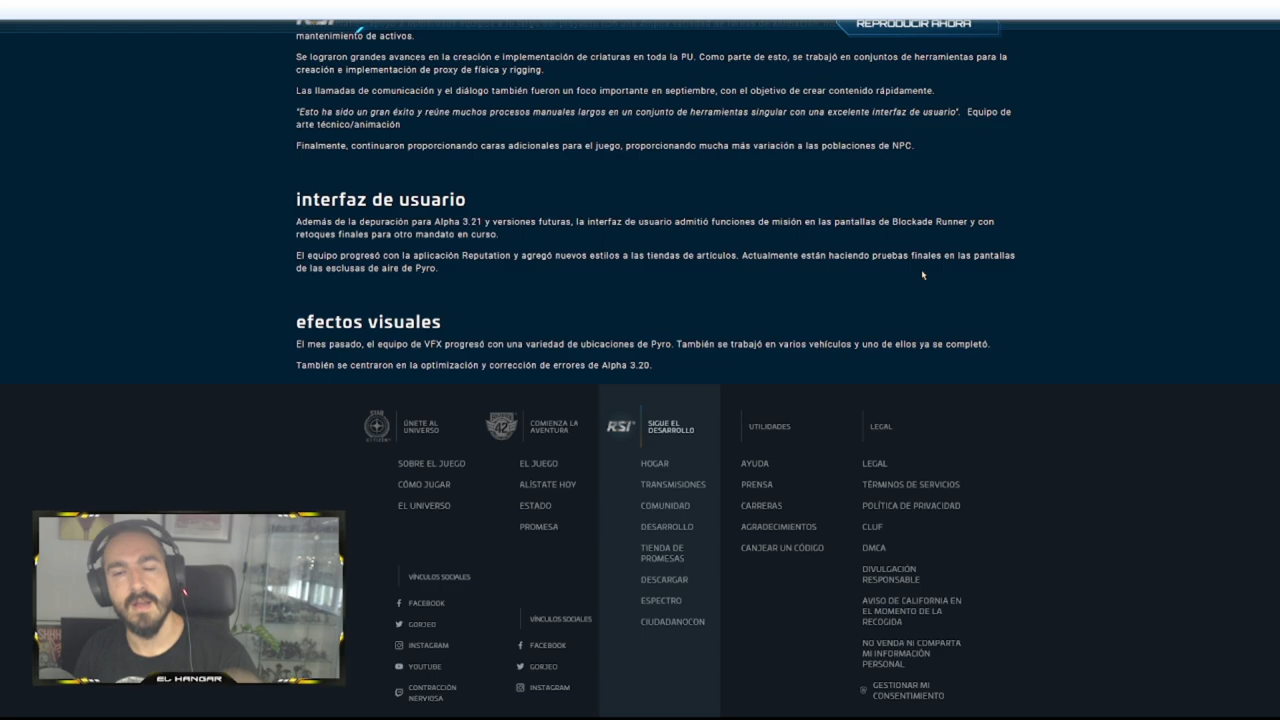 REPRODUCIR AHORA
mantenimiento de activos.
Se lograron grandes avances en la creación e implementación de criaturas en toda la PU. Como parte de esto, se trabajó en conjuntos de herramientas para la
creación e implementación de proxy de física y rigging.
Las llamadas de comunicación y el diálogo también fueron un foco importante en septiembre, con el objetivo de crear contenido rápidamente.
"Esto ha sido un gran éxito y reúne muchos procesos manuales largos en un conjunto de herramientas singular con una excelente interfaz de usuario". Equipo de
arte técnico/animación
Finalmente, continuaron proporcionando caras adicionales para el juego, proporcionando mucha más variación a las poblaciones de NPC.
interfaz de usuario
Además de la depuración para Alpha 3.21 y versiones futuras, la interfaz de usuario admitió funciones de misión en las pantallas de Blockade Runner y con
retoques finales para otro mandato en curso.
El equipo progresó con la aplicación Reputation y agregó nuevos estilos a las tiendas de artículos. Actualmente están haciendo pruebas finales en las pantallas
de las esclusas de aire de Pyro.
efectos visuales
El mes pasado, el equipo de VFX progresó con una variedad de ubicaciones de Pyro. También se trabajó en varios vehículos y uno de ellos ya se completó.
También se centraron en la optimización y corrección de errores de Alpha 3.20.
ÚNETE AL
UNIVERSO
SOBRE EL JUEGO
CÓMO JUGAR
EL UNIVERSO
VÍNCULOS SOCIALES
FACEBOOK
GORJEO
INSTAGRAM
YOUTUBE
CONTRACCIÓN
NERVIOSA
42
COMIENZA LA
AVENTURA
EL JUEGO
ALÍSTATE HOY
ESTADO
PROMESA
VÍNCULOS SOCIALES
FACEBOOK
GORJEO
INSTAGRAM
RSI
SIGUE EL
DESARROLLO
HOGAR
TRANSMISIONES
COMUNIDAD
DESARROLLO
TIENDA DE
PROMESAS
DESCARGAR
ESPECTRO
CIUDADANOCON
UTILIDADES
AYUDA
PRENSA
CARRERAS
AGRADECIMIENTOS
CANJEAR UN CÓDIGO
LEGAL
LEGAL
TÉRMINOS DE SERVICIOS
POLÍTICA DE PRIVACIDAD
CLUF
DMCA
DIVULGACIÓN
RESPONSABLE
AVISO DE CALIFORNIA EN
EL MOMENTO DE LA
RECOGIDA
NO VENDA NI COMPARTA
MI INFORMACIÓN
PERSONAL
GESTIONAR MI
CONSENTIMIENTO
EL HANGAR